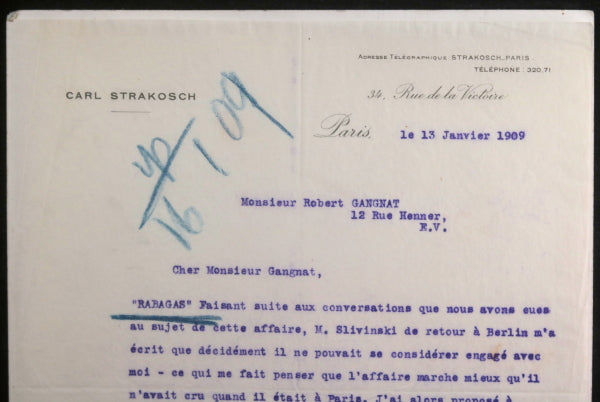 ADRESSE TÉLÉGRAPHIQUE STRAKOSCH_PARIS
TÉLÉPHONE : 320.71
CARL STRAKOSCH
34, Rue de la Victoire
Paris, le 13 Janvier 1909
16/1 09
Monsieur Robert GANGNAT
12 Rue Henner,
E.V.
Cher Monsieur Gangnat,
"RABAGAS" Faisant suite aux conversations que nous avons eues
au sujet de cette affaire, M. Slivinski de retour à Berlin m'a
écrit que décidément il ne pouvait se considérer engagé avec
moi - ce qui me fait penser que l'affaire marche mieux qu'il
n'avait cru quand il était à Paris. J'ai alors proposé à